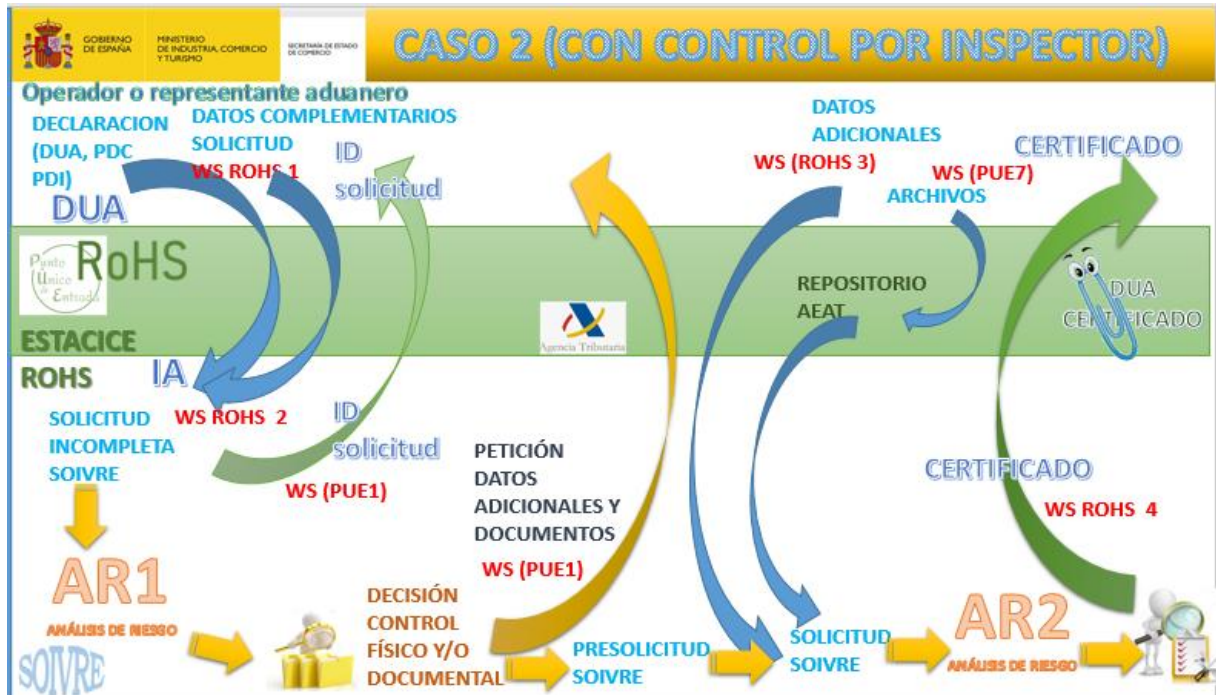 GOBIERNO
DE ESPAÑA
MINISTERIO
DE INDUSTRIA, COMERCIO
Y TURISMO
SECRETARÍA DE ESTADO
DE COMERCIO
CASO 2 (CON CONTROL POR INSPECTOR)
Operador o representante aduanero
DECLARACION
(DUA, PDC
PDI)
DUA
DATOS COMPLEMENTARIOS
SOLICITUD
WS ROHS 1
ID
solicitud
DATOS
ADICIONALES
WS (ROHS 3)
WS (PUE7)
ARCHIVOS
CERTIFICADO
Punto
Único
de
Entrada
RoHS
ESTACICE
Agencia Tributaria
REPOSITORIO
AEAT
DUA
CERTIFICADO
ROHS
IA
WS ROHS 2
SOLICITUD
INCOMPLETA
SOIVRE
ID
solicitud
WS (PUE1)
PETICIÓN
DATOS
ADICIONALES Y
DOCUMENTOS
WS (PUE1)
CERTIFICADO
WS ROHS 4
AR1
ANÁLISIS DE RIESGO
SOIVRE
DECISIÓN
CONTROL
FÍSICO Y/O
DOCUMENTAL
PRESOLICITUD
SOIVRE
SOLICITUD
SOIVRE
AR2
ANÁLISIS DE RIESGO